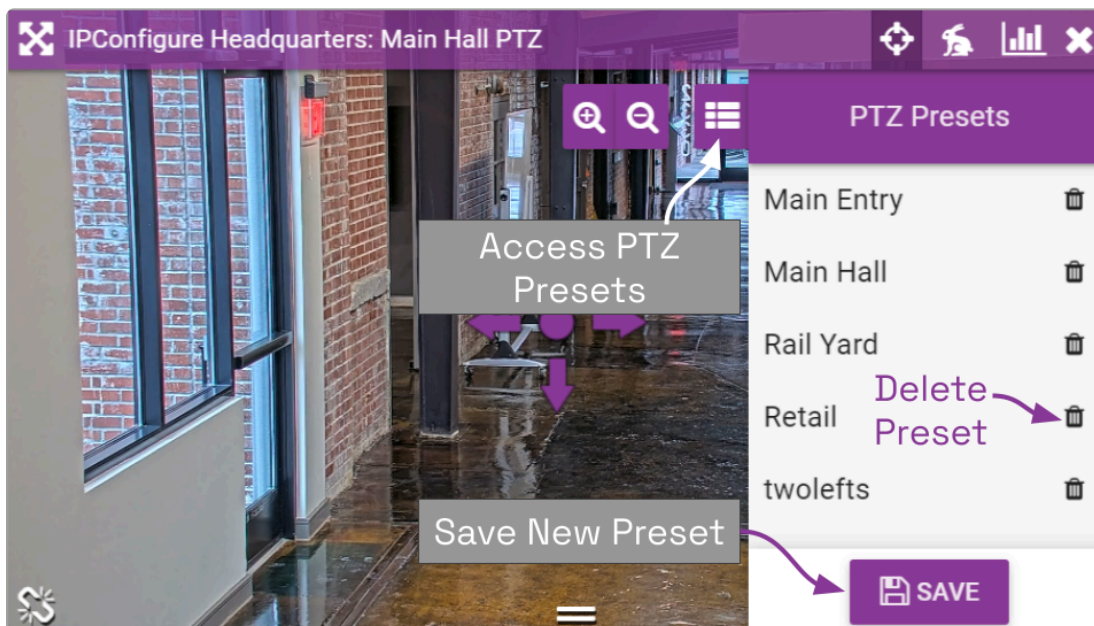 IPConfigure Headquarters: Main Hall PTZ
PTZ Presets
Main Entry
Main Hall
Rail Yard
Retail
twolefts
Access PTZ
Presets
Delete
Preset
Save New Preset
SAVE